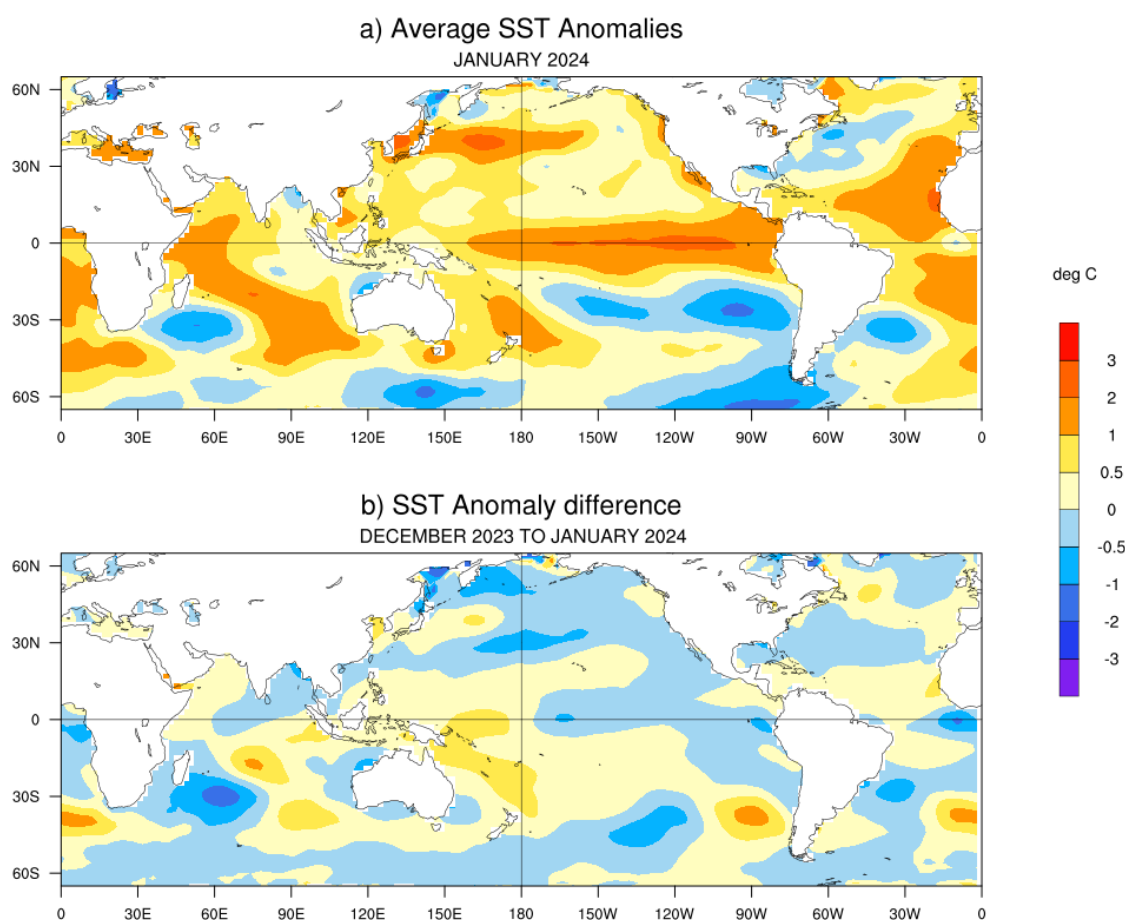 a) Average SST Anomalies
JANUARY 2024
60N
30N
0
30S
60S
0 30E 60E 90E 120E 150E 180 150W 120W 90W 60W 30W 0
deg C
3
2
1
0.5
0
-0.5
-1
-2
-3
b) SST Anomaly difference
DECEMBER 2023 TO JANUARY 2024
60N
30N
0
30S
60S
0 30E 60E 90E 120E 150E 180 150W 120W 90W 60W 30W 0